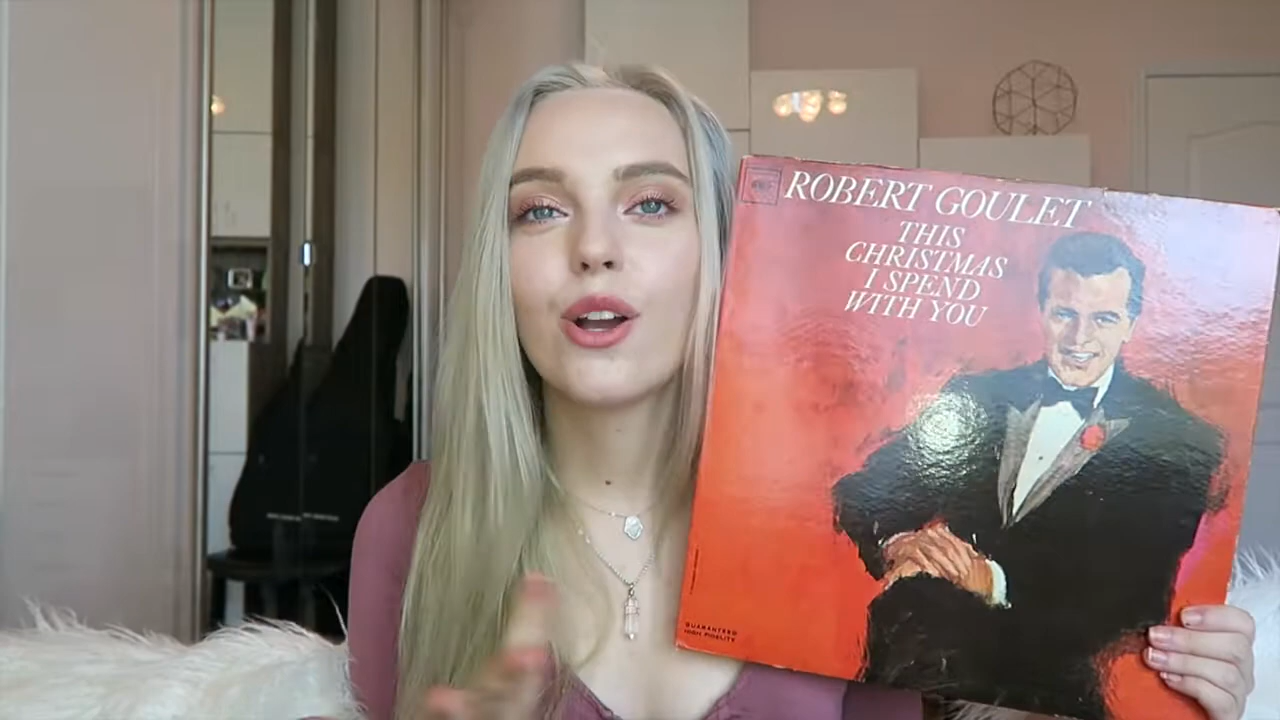 ROBERT GOULET
THIS
CHRISTMAS
I SPEND
WITH YOU
GUARANTEED
HIGH FIDELITY